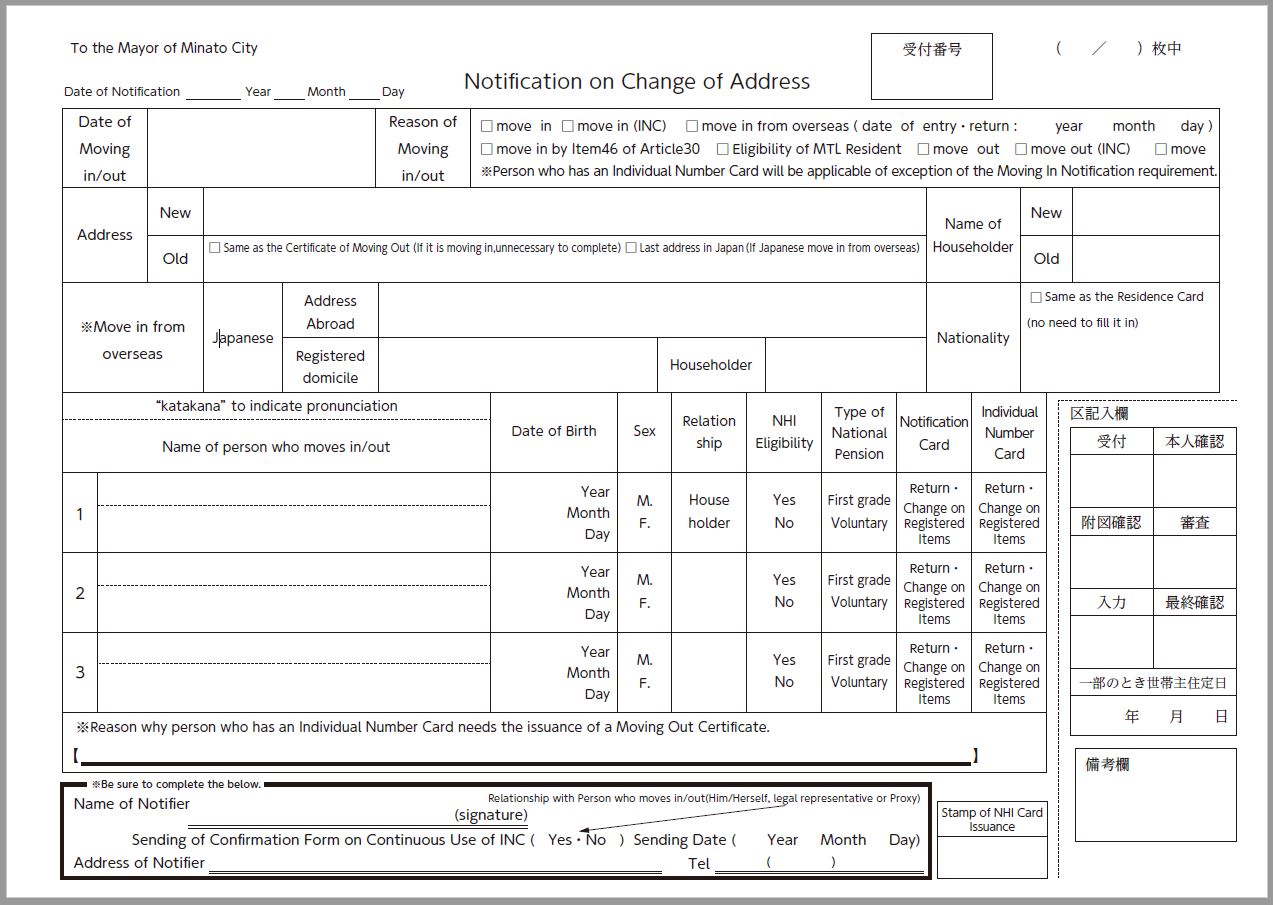 To the Mayor of Minato City
受付番号
( ／ ) 枚中
Notification on Change of Address
Date of Notification ______ Year ___ Month ___ Day
Date of Moving in/out
Reason of Moving in/out
□ move in □ move in (INC) □ move in from overseas ( date of entry・return : year month day )
□ move in by Item46 of Article30 □ Eligibility of MTL Resident □ move out □ move out (INC) □ move
※Person who has an Individual Number Card will be applicable of exception of the Moving In Notification requirement.
Address
New
Old
□ Same as the Certificate of Moving Out (If it is moving in,unnecessary to complete) □ Last address in Japan (If Japanese move in from overseas)
Name of Householder
New
Old
※Move in from overseas
Japanese
Address Abroad
Registered domicile
Householder
Nationality
□ Same as the Residence Card
(no need to fill it in)
“katakana” to indicate pronunciation
Name of person who moves in/out
Date of Birth
Sex
Relation ship
NHI Eligibility
Type of National Pension
Notification Card
Individual Number Card
1
Year Month Day
M. F.
House holder
Yes No
First grade Voluntary
Return・Change on Registered Items
Return・Change on Registered Items
2
Year Month Day
M. F.
Yes No
First grade Voluntary
Return・Change on Registered Items
Return・Change on Registered Items
3
Year Month Day
M. F.
Yes No
First grade Voluntary
Return・Change on Registered Items
Return・Change on Registered Items
※Reason why person who has an Individual Number Card needs the issuance of a Moving Out Certificate.
【 】
区記入欄
受付 本人確認
附図確認 審査
入力 最終確認
一部のとき世帯主住定日
年 月 日
備考欄
※Be sure to complete the below.
Name of Notifier
(signature)
Relationship with Person who moves in/out(Him/Herself, legal representative or Proxy)
Sending of Confirmation Form on Continuous Use of INC ( Yes・No ) Sending Date ( Year Month Day)
Address of Notifier
Tel ( )
Stamp of NHI Card Issuance